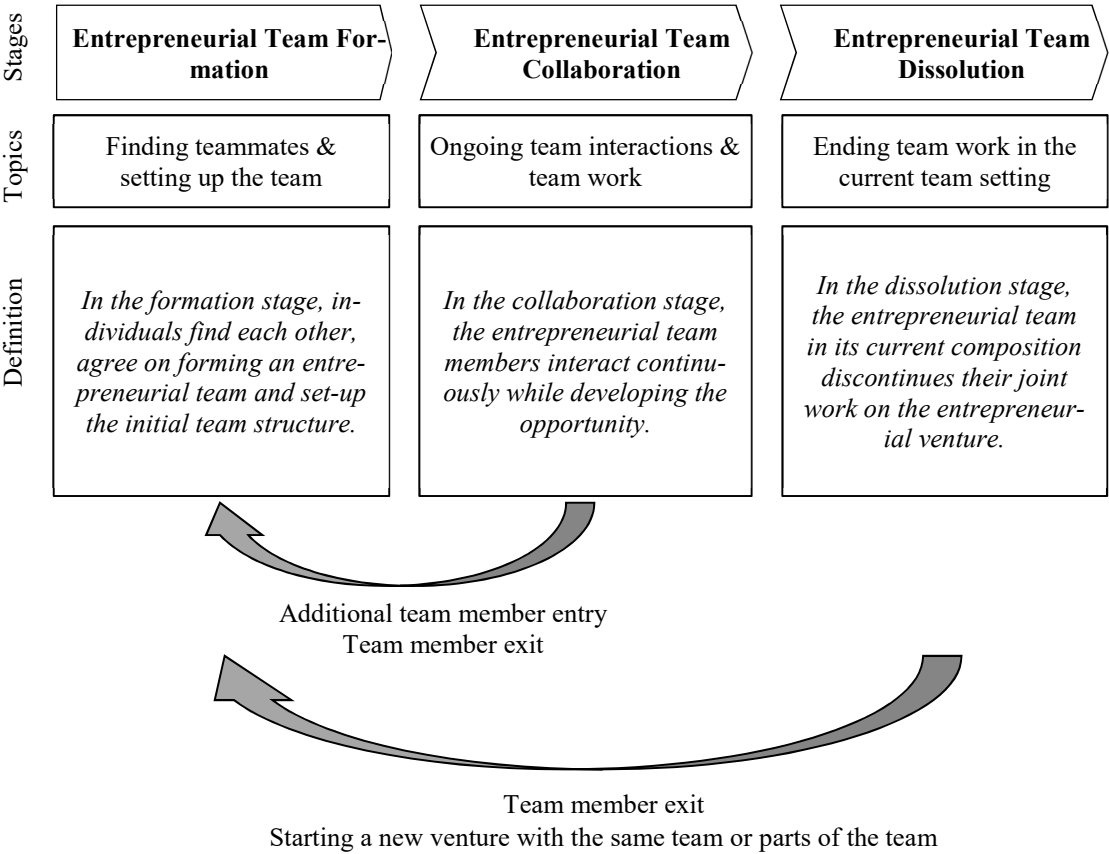 Stages
Entrepreneurial Team For-
mation
Entrepreneurial Team
Collaboration
Entrepreneurial Team
Dissolution
Topics
Finding teammates &
setting up the team
Ongoing team interactions &
team work
Ending team work in the
current team setting
Definition
In the formation stage, in-
dividuals find each other,
agree on forming an entre-
preneurial team and set-up
the initial team structure.
In the collaboration stage,
the entrepreneurial team
members interact continu-
ously while developing the
opportunity.
In the dissolution stage,
the entrepreneurial team
in its current composition
discontinues their joint
work on the entrepreneur-
ial venture.
Additional team member entry
Team member exit
Team member exit
Starting a new venture with the same team or parts of the team